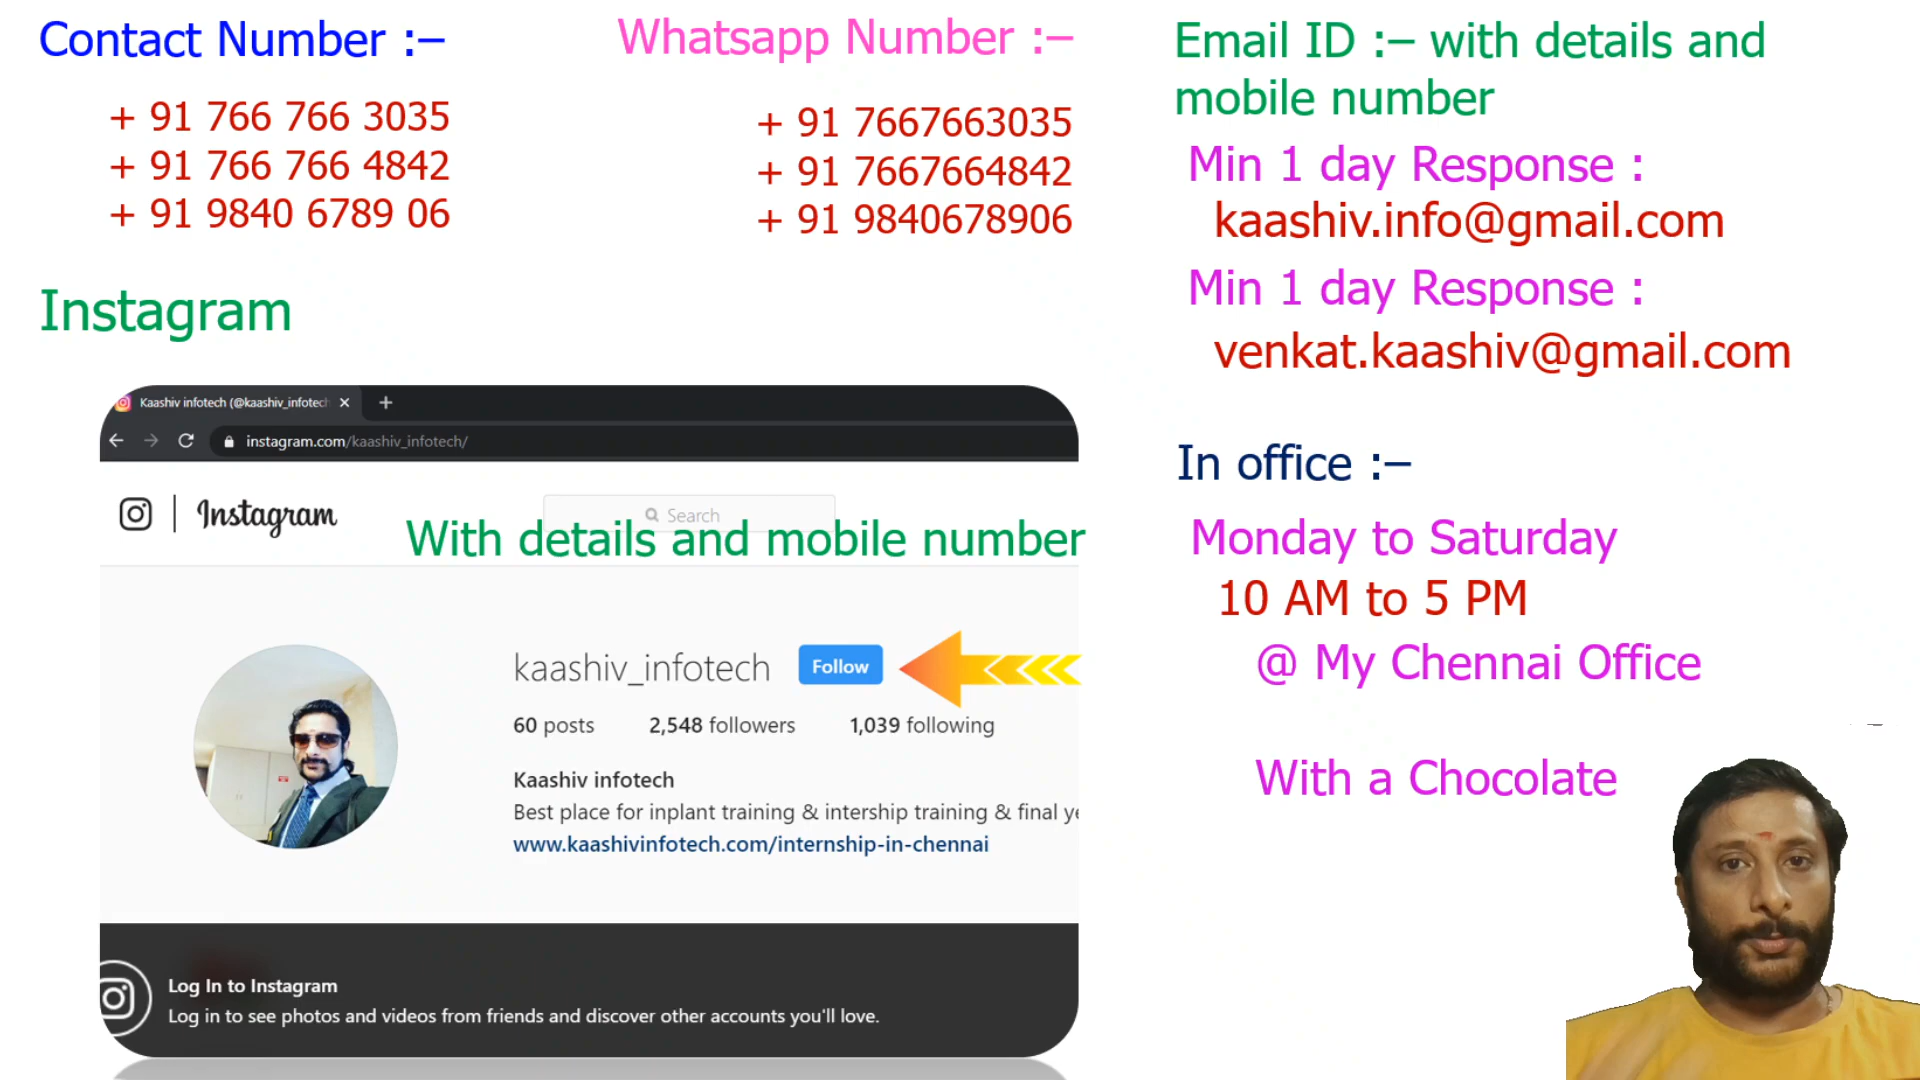 Contact Number :–
+ 91 766 766 3035
+ 91 766 766 4842
+ 91 9840 6789 06
Whatsapp Number :–
+ 91 7667663035
+ 91 7667664842
+ 91 9840678906
Email ID :– with details and
mobile number
Min 1 day Response :
kaashiv.info@gmail.com
Min 1 day Response :
venkat.kaashiv@gmail.com
In office :–
Monday to Saturday
10 AM to 5 PM
@ My Chennai Office
With a Chocolate
Instagram
Kaashiv infotech (@kaashiv_infotech
instagram.com/kaashiv_infotech/
Instagram
Search
With details and mobile number
kaashiv_infotech Follow
60 posts 2,548 followers 1,039 following
Kaashiv infotech
Best place for inplant training & intership training & final ye
www.kaashivinfotech.com/internship-in-chennai
Log In to Instagram
Log in to see photos and videos from friends and discover other accounts you'll love.